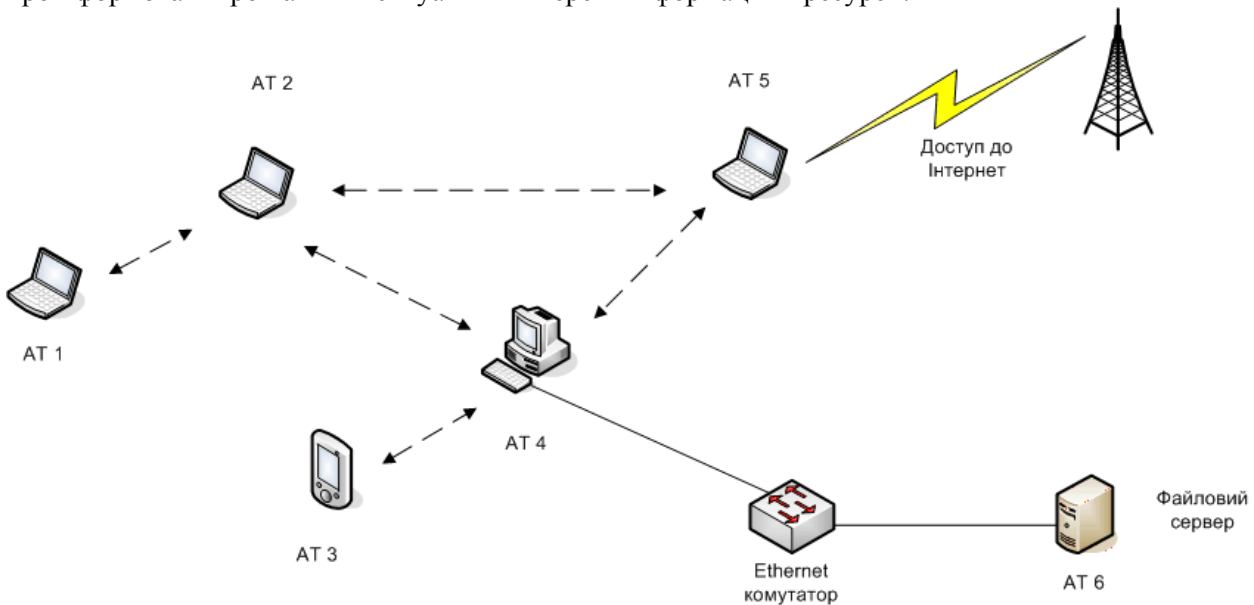 АТ 2
АТ 5
Доступ до
Інтернет
АТ 1
АТ 4
АТ 3
Ethernet
комутатор
Файловий
сервер
АТ 6